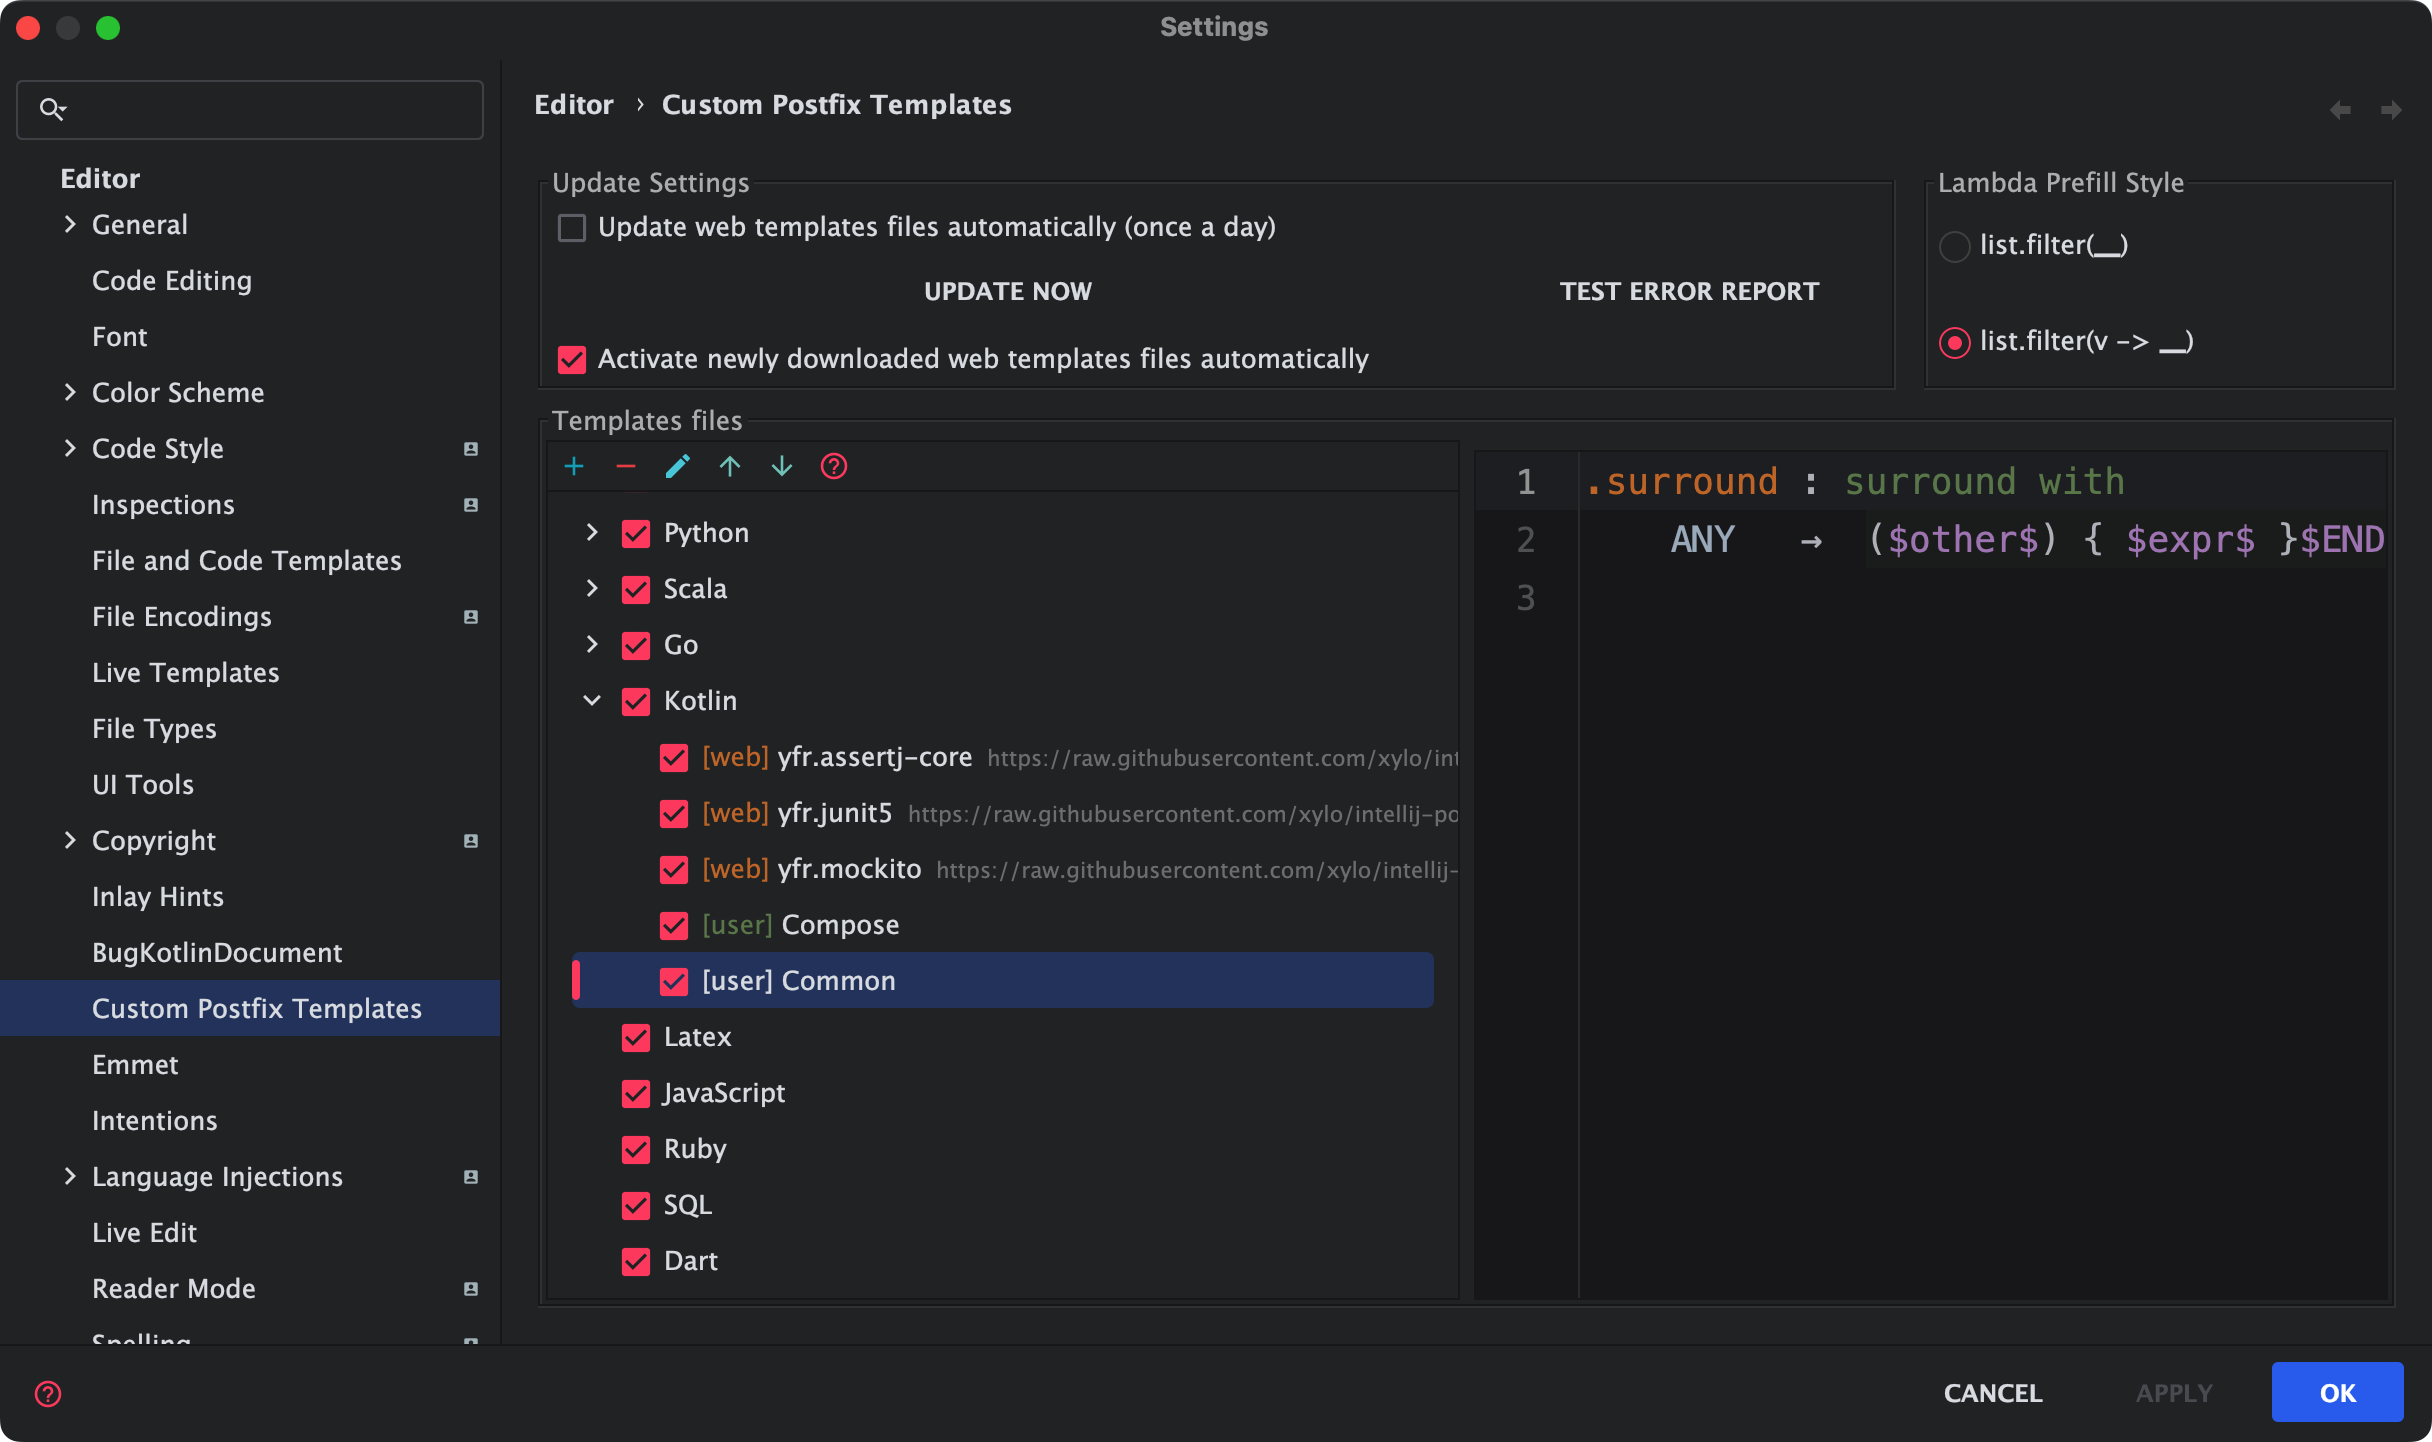 Settings
Editor
General
Code Editing
Font
Color Scheme
Code Style
Inspections
File and Code Templates
File Encodings
Live Templates
File Types
UI Tools
Copyright
Inlay Hints
BugKotlinDocument
Custom Postfix Templates
Emmet
Intentions
Language Injections
Live Edit
Reader Mode
Spelling
Editor › Custom Postfix Templates
Update Settings
Update web templates files automatically (once a day)
UPDATE NOW
TEST ERROR REPORT
Activate newly downloaded web templates files automatically
Lambda Prefill Style
list.filter(__)
list.filter(v -> __)
Templates files
Python
Scala
Go
Kotlin
[web] yfr.assertj-core https://raw.githubusercontent.com/xylo/int
[web] yfr.junit5 https://raw.githubusercontent.com/xylo/intellij-po
[web] yfr.mockito https://raw.githubusercontent.com/xylo/intellij-
[user] Compose
[user] Common
Latex
JavaScript
Ruby
SQL
Dart
1 .surround : surround with
2 ANY → ($other$) { $expr$ }$END
3
CANCEL
APPLY
OK